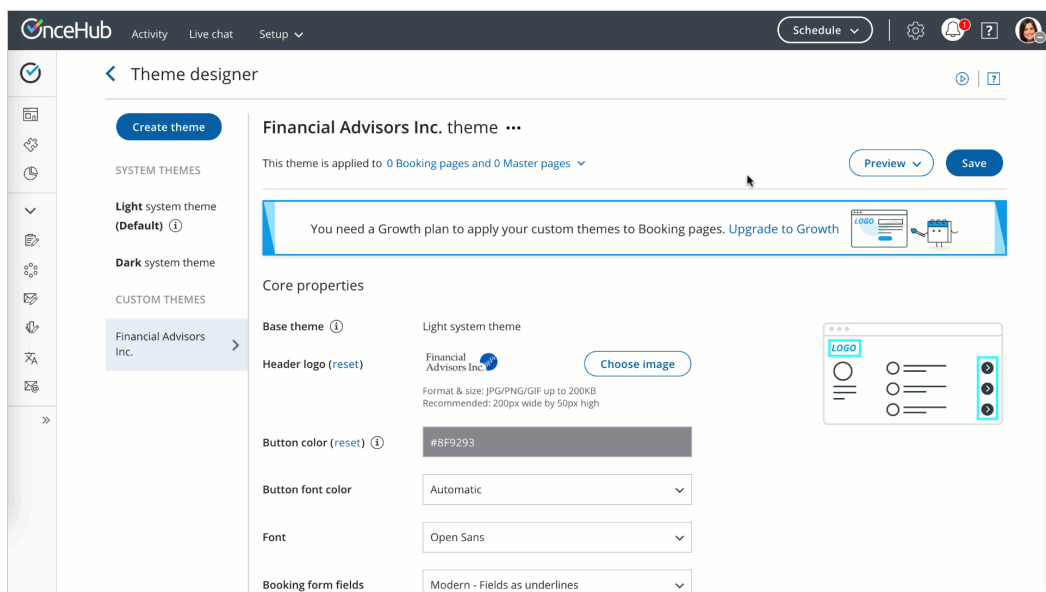 OnceHub Activity Live chat Setup Schedule 1 ?
Theme designer ?
Create theme
SYSTEM THEMES
Light system theme
(Default) i
Dark system theme
CUSTOM THEMES
Financial Advisors
Inc.
Financial Advisors Inc. theme •••
This theme is applied to 0 Booking pages and 0 Master pages
Preview Save
You need a Growth plan to apply your custom themes to Booking pages. Upgrade to Growth
LOGO
Core properties
Base theme i Light system theme
Header logo (reset)
Financial
Advisors Inc.
Choose image
Format & size: JPG/PNG/GIF up to 200KB
Recommended: 200px wide by 50px high
LOGO
Button color (reset) i #8F9293
Button font color Automatic
Font Open Sans
Booking form fields Modern - Fields as underlines